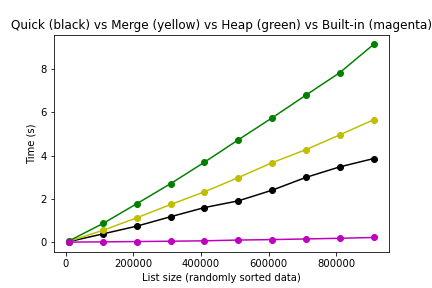 Quick (black) vs Merge (yellow) vs Heap (green) vs Built-in (magenta)
8
6
4
2
0
Time (s)
0 200000 400000 600000 800000
List size (randomly sorted data)